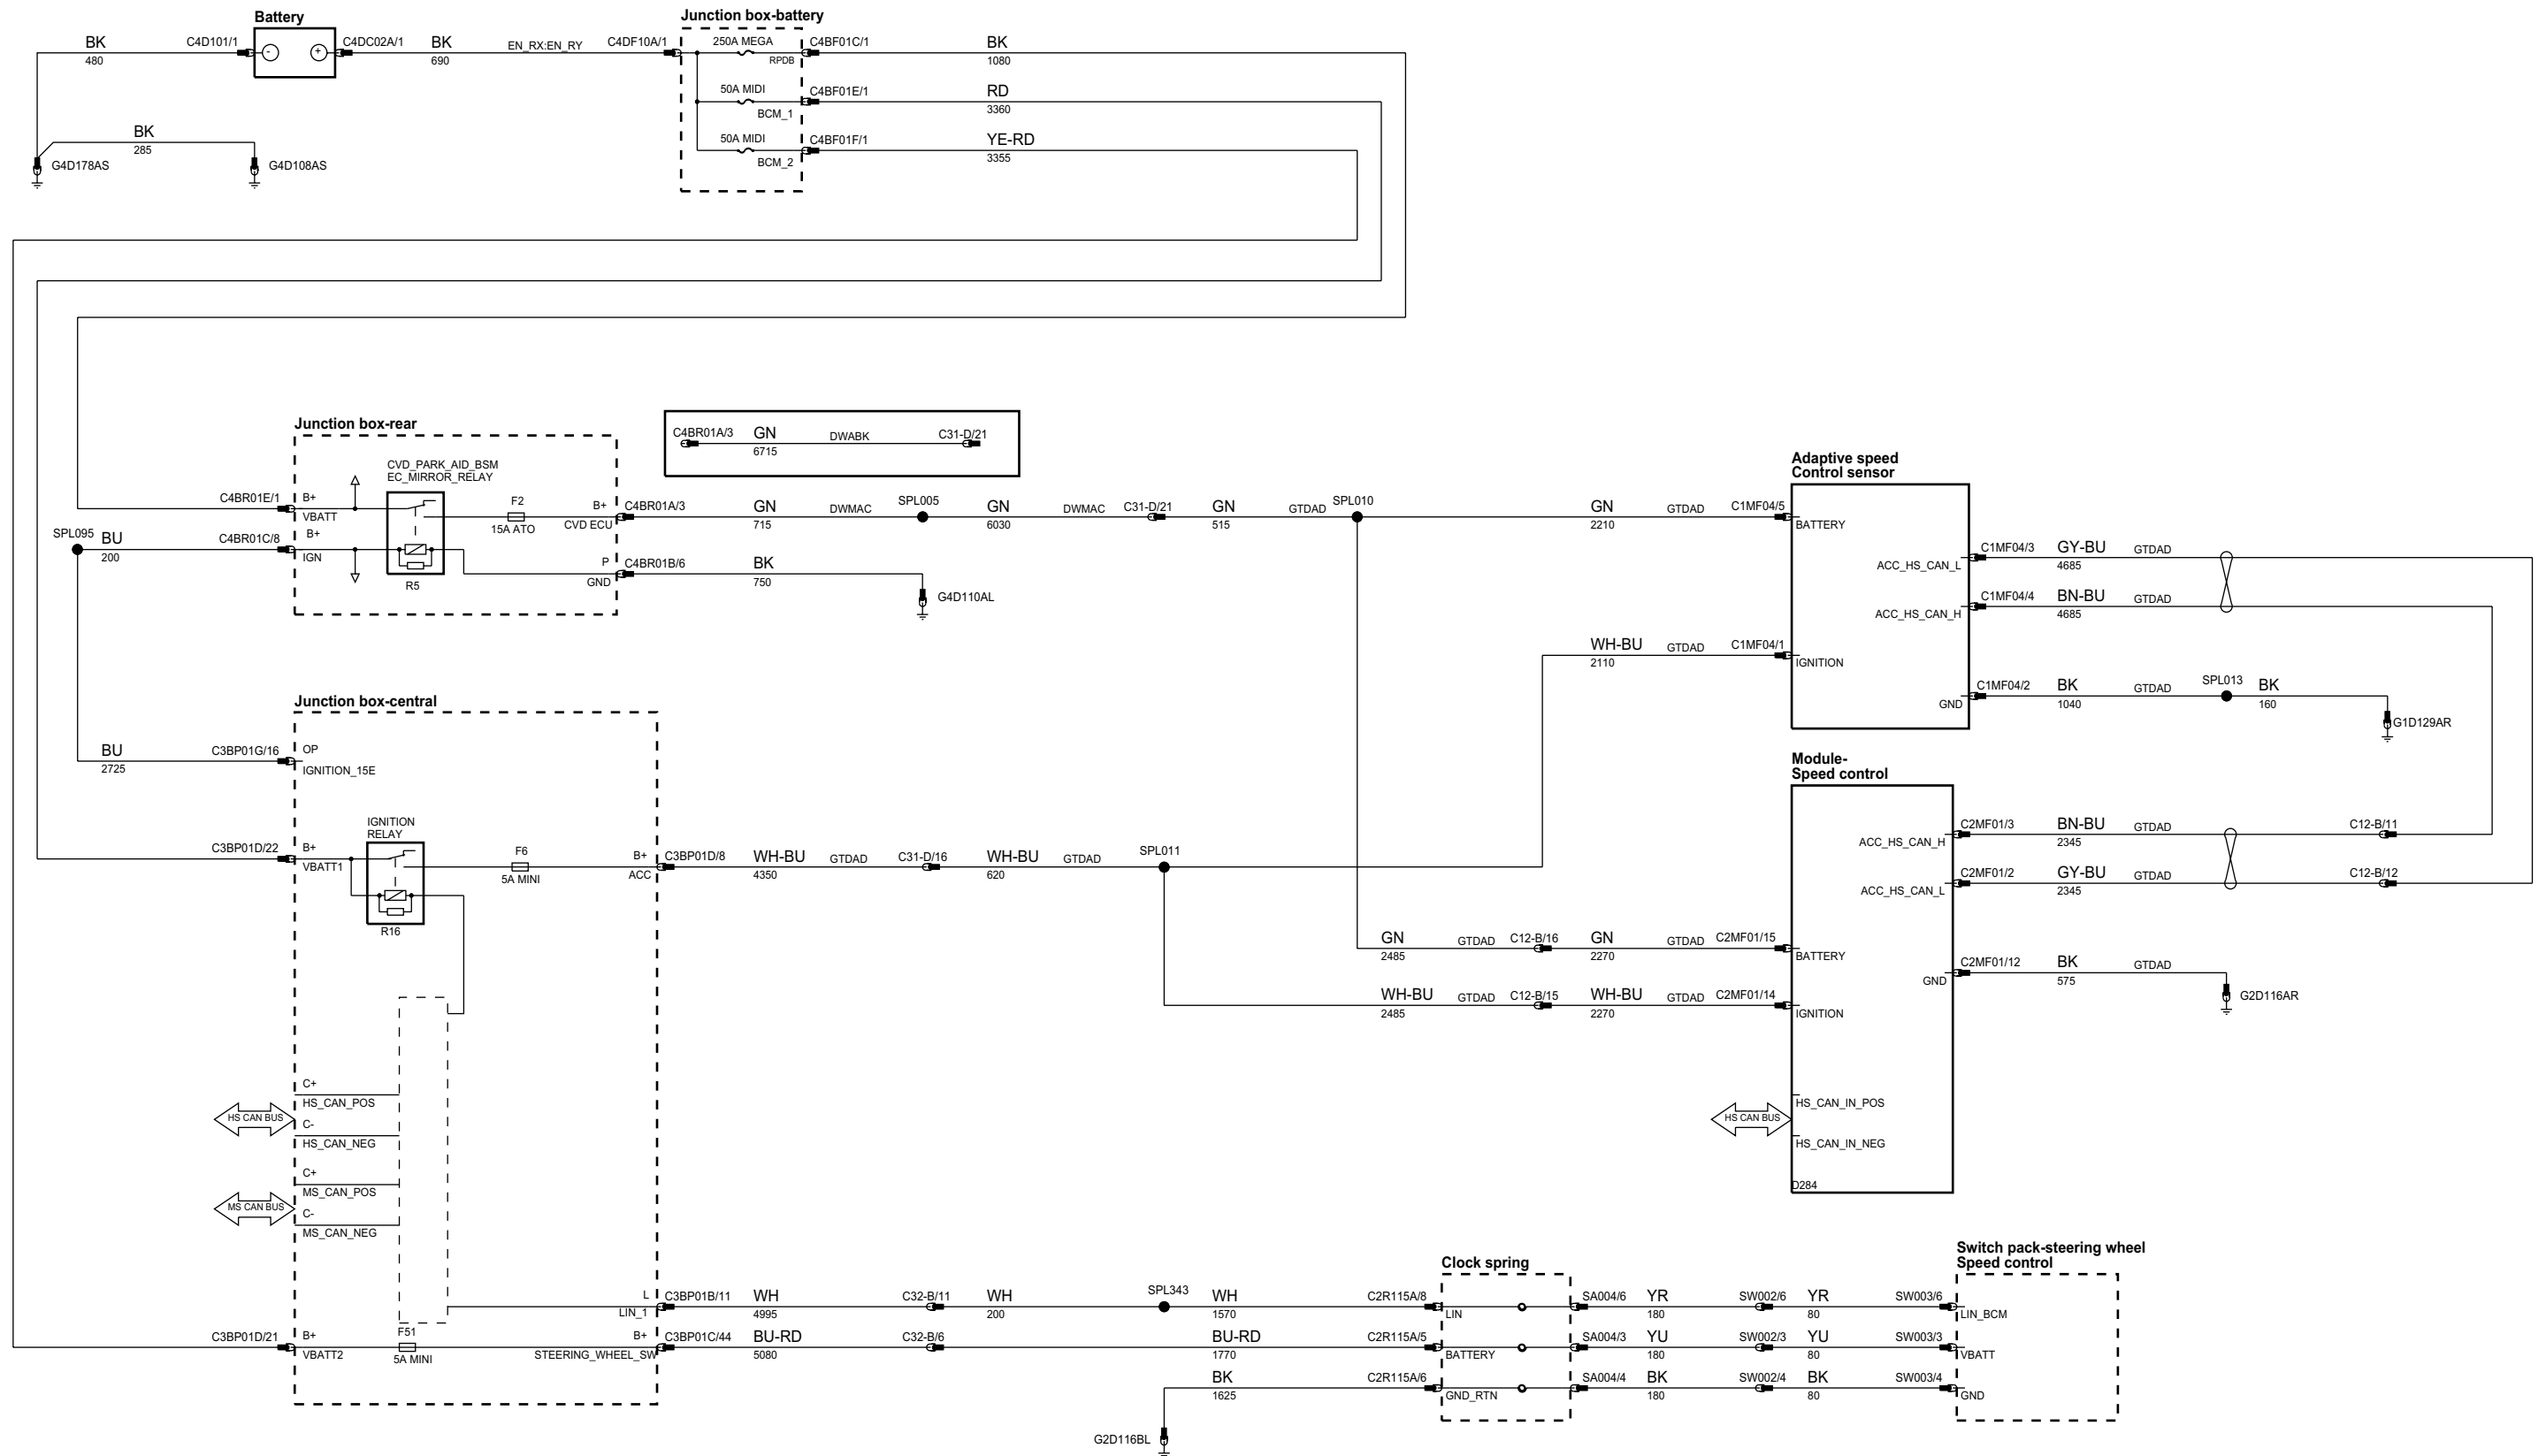 Battery
Junction box-battery
BK
480
C4D101/1
-
+
C4DC02A/1
BK
690
EN_RX:EN_RY
C4DF10A/1
250A MEGA
RPDB
C4BF01C/1
BK
1080
50A MIDI
BCM_1
C4BF01E/1
RD
3360
50A MIDI
BCM_2
C4BF01F/1
YE-RD
3355
BK
285
G4D178AS
G4D108AS
Junction box-rear
CVD_PARK_AID_BSM
EC_MIRROR_RELAY
C4BR01E/1
B+
VBATT
F2
15A ATO
B+
CVD ECU
C4BR01A/3
GN
715
DWMAC
SPL005
GN
6030
DWMAC
C31-D/21
GN
515
GTDAD
SPL010
GN
2210
GTDAD
C1MF04/5
C4BR01A/3
GN
6715
DWABK
C31-D/21
SPL095
BU
200
C4BR01C/8
B+
IGN
R5
P
GND
C4BR01B/6
BK
750
G4D110AL
Adaptive speed
Control sensor
BATTERY
ACC_HS_CAN_L
C1MF04/3
GY-BU
4685
GTDAD
ACC_HS_CAN_H
C1MF04/4
BN-BU
4685
GTDAD
WH-BU
2110
GTDAD
C1MF04/1
IGNITION
GND
C1MF04/2
BK
1040
GTDAD
SPL013
BK
160
G1D129AR
Junction box-central
BU
2725
C3BP01G/16
OP
IGNITION_15E
IGNITION
RELAY
C3BP01D/22
B+
VBATT1
R16
F6
5A MINI
B+
ACC
C3BP01D/8
WH-BU
4350
GTDAD
C31-D/16
WH-BU
620
GTDAD
SPL011
Module-
Speed control
ACC_HS_CAN_H
C2MF01/3
BN-BU
2345
GTDAD
C12-B/11
ACC_HS_CAN_L
C2MF01/2
GY-BU
2345
GTDAD
C12-B/12
GN
2485
GTDAD
C12-B/16
GN
2270
GTDAD
C2MF01/15
BATTERY
GND
C2MF01/12
BK
575
GTDAD
G2D116AR
WH-BU
2485
GTDAD
C12-B/15
WH-BU
2270
GTDAD
C2MF01/14
IGNITION
HS CAN BUS
C+
HS_CAN_POS
C-
HS_CAN_NEG
MS CAN BUS
C+
MS_CAN_POS
C-
MS_CAN_NEG
HS CAN BUS
HS_CAN_IN_POS
HS_CAN_IN_NEG
D284
Clock spring
Switch pack-steering wheel
Speed control
L
LIN_1
C3BP01B/11
WH
4995
C32-B/11
WH
200
SPL343
WH
1570
C2R115A/8
LIN
SA004/6
YR
180
SW002/6
YR
80
SW003/6
LIN_BCM
C3BP01D/21
B+
VBATT2
F51
5A MINI
B+
STEERING_WHEEL_SW
C3BP01C/44
BU-RD
5080
C32-B/6
BU-RD
1770
C2R115A/5
BATTERY
SA004/3
YU
180
SW002/3
YU
80
SW003/3
VBATT
BK
1625
C2R115A/6
GND_RTN
SA004/4
BK
180
SW002/4
BK
80
SW003/4
GND
G2D116BL